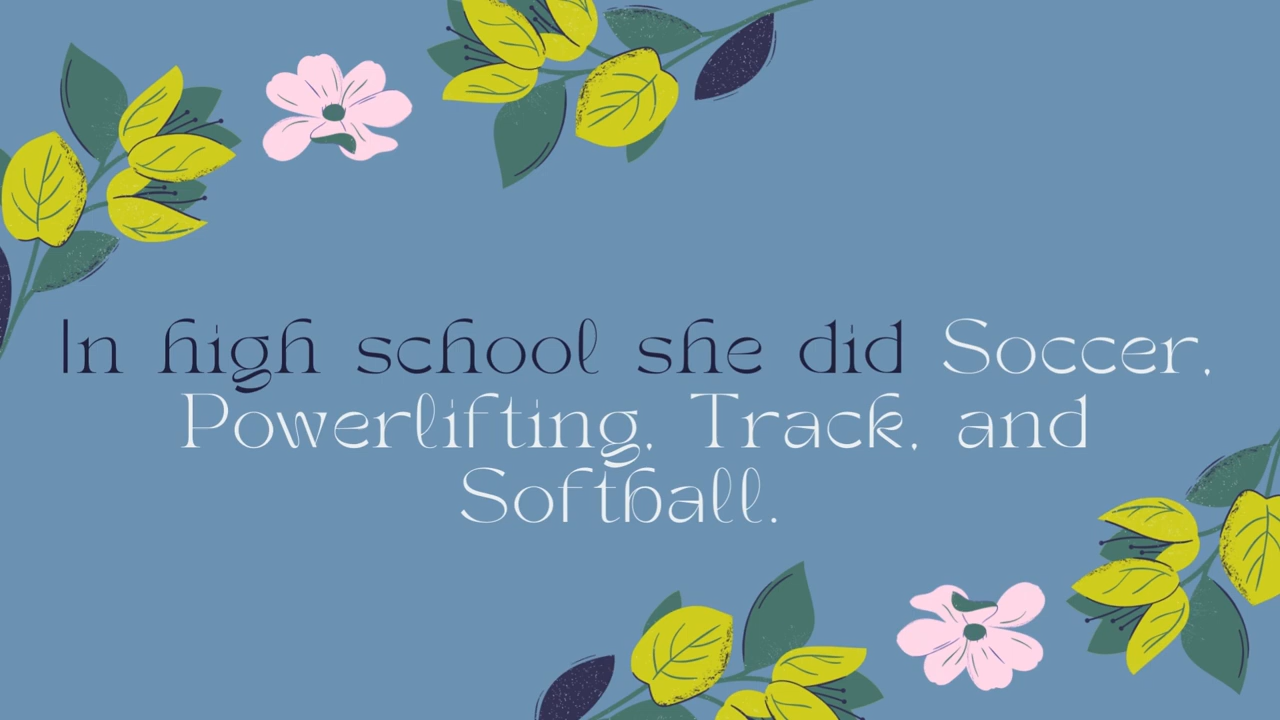 In high school she did Soccer,
Powerlifting, Track, and
Softball.